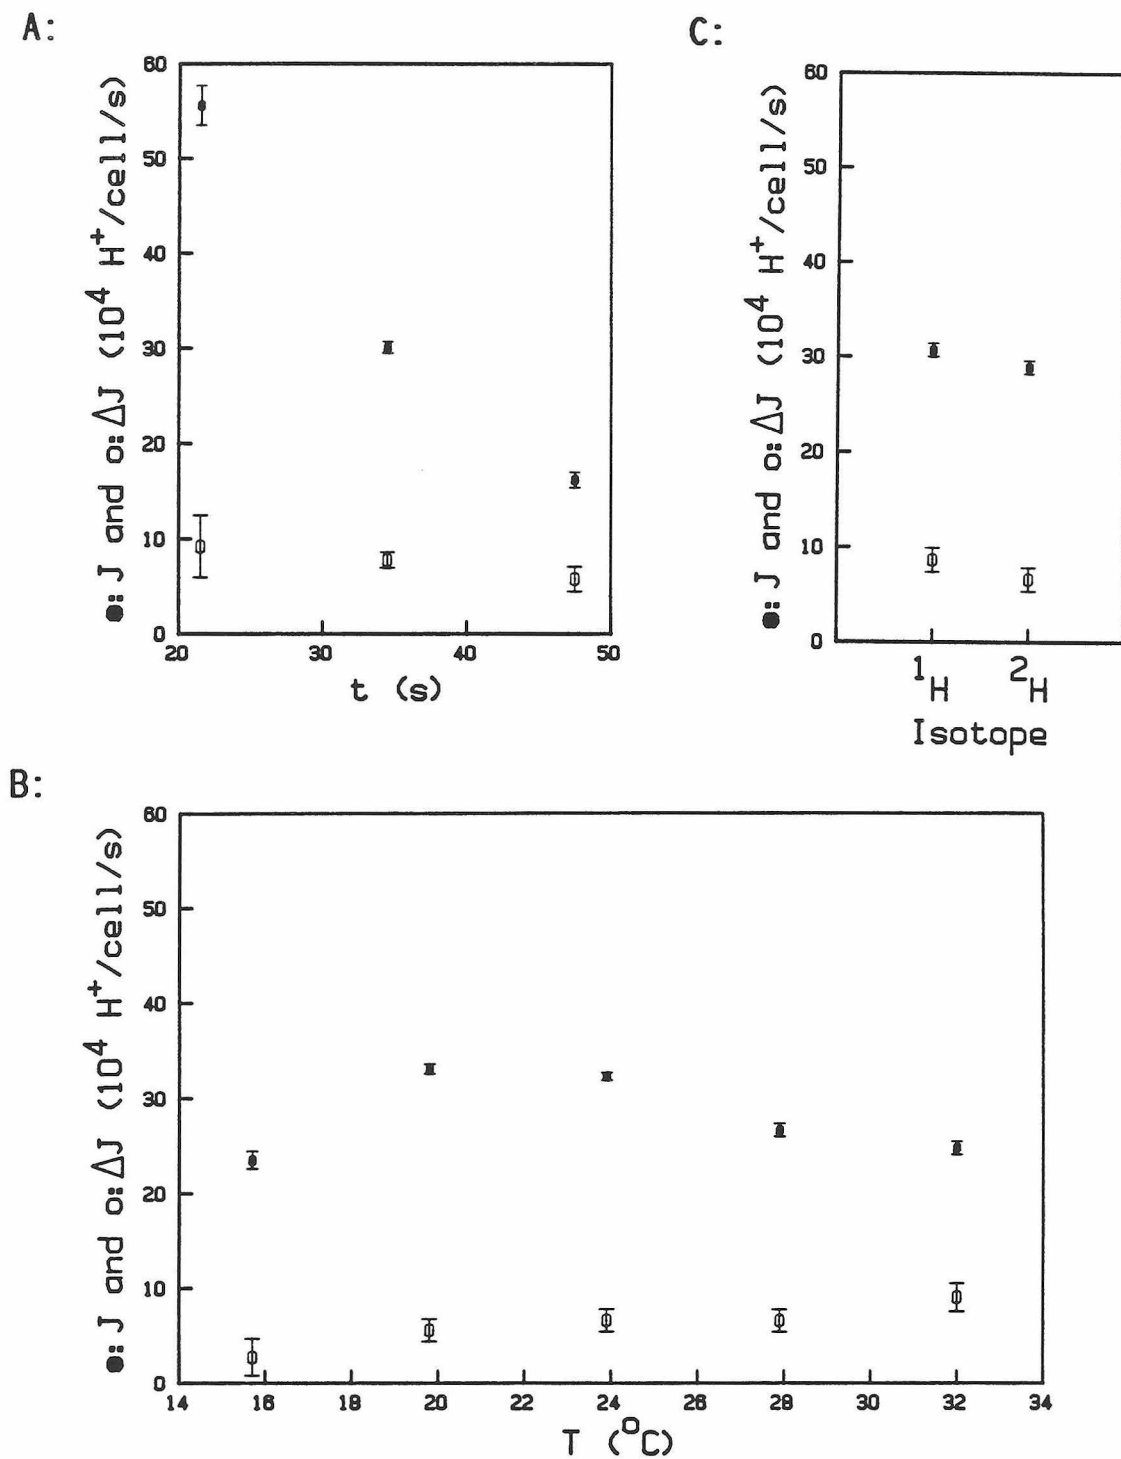 A:
●: J and o: ΔJ (10⁴ H⁺/cell/s)
60
50
40
30
20
10
0
20 30 40 50
t (s)
C:
●: J and o: ΔJ (10⁴ H⁺/cell/s)
60
50
40
30
20
10
0
¹H ²H
Isotope
B:
●: J and o: ΔJ (10⁴ H⁺/cell/s)
60
50
40
30
20
10
0
14 16 18 20 22 24 26 28 30 32 34
T (°C)